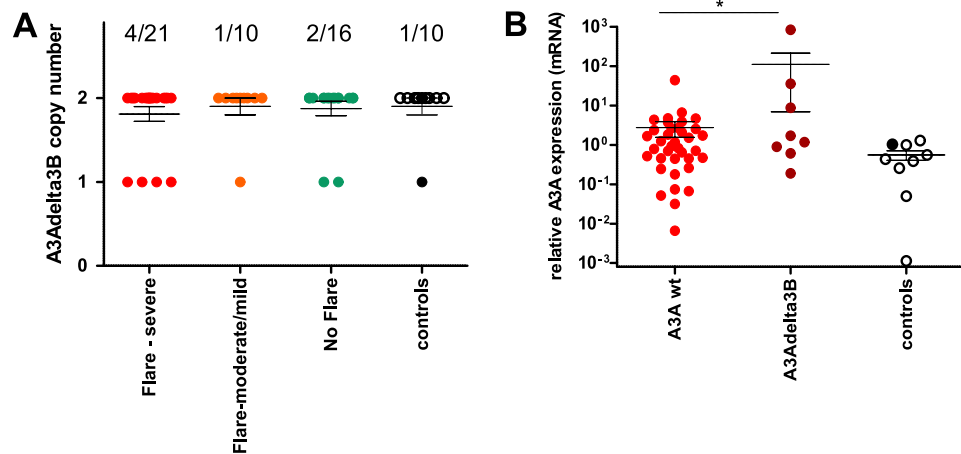 A
4/21 1/10 2/16 1/10
A3Adelta3B copy number
2
1
0
Flare - severe
Flare-moderate/mild
No Flare
controls
B
*
relative A3A expression (mRNA)
10³
10²
10¹
10⁰
10⁻¹
10⁻²
10⁻³
A3A wt
A3Adelta3B
controls